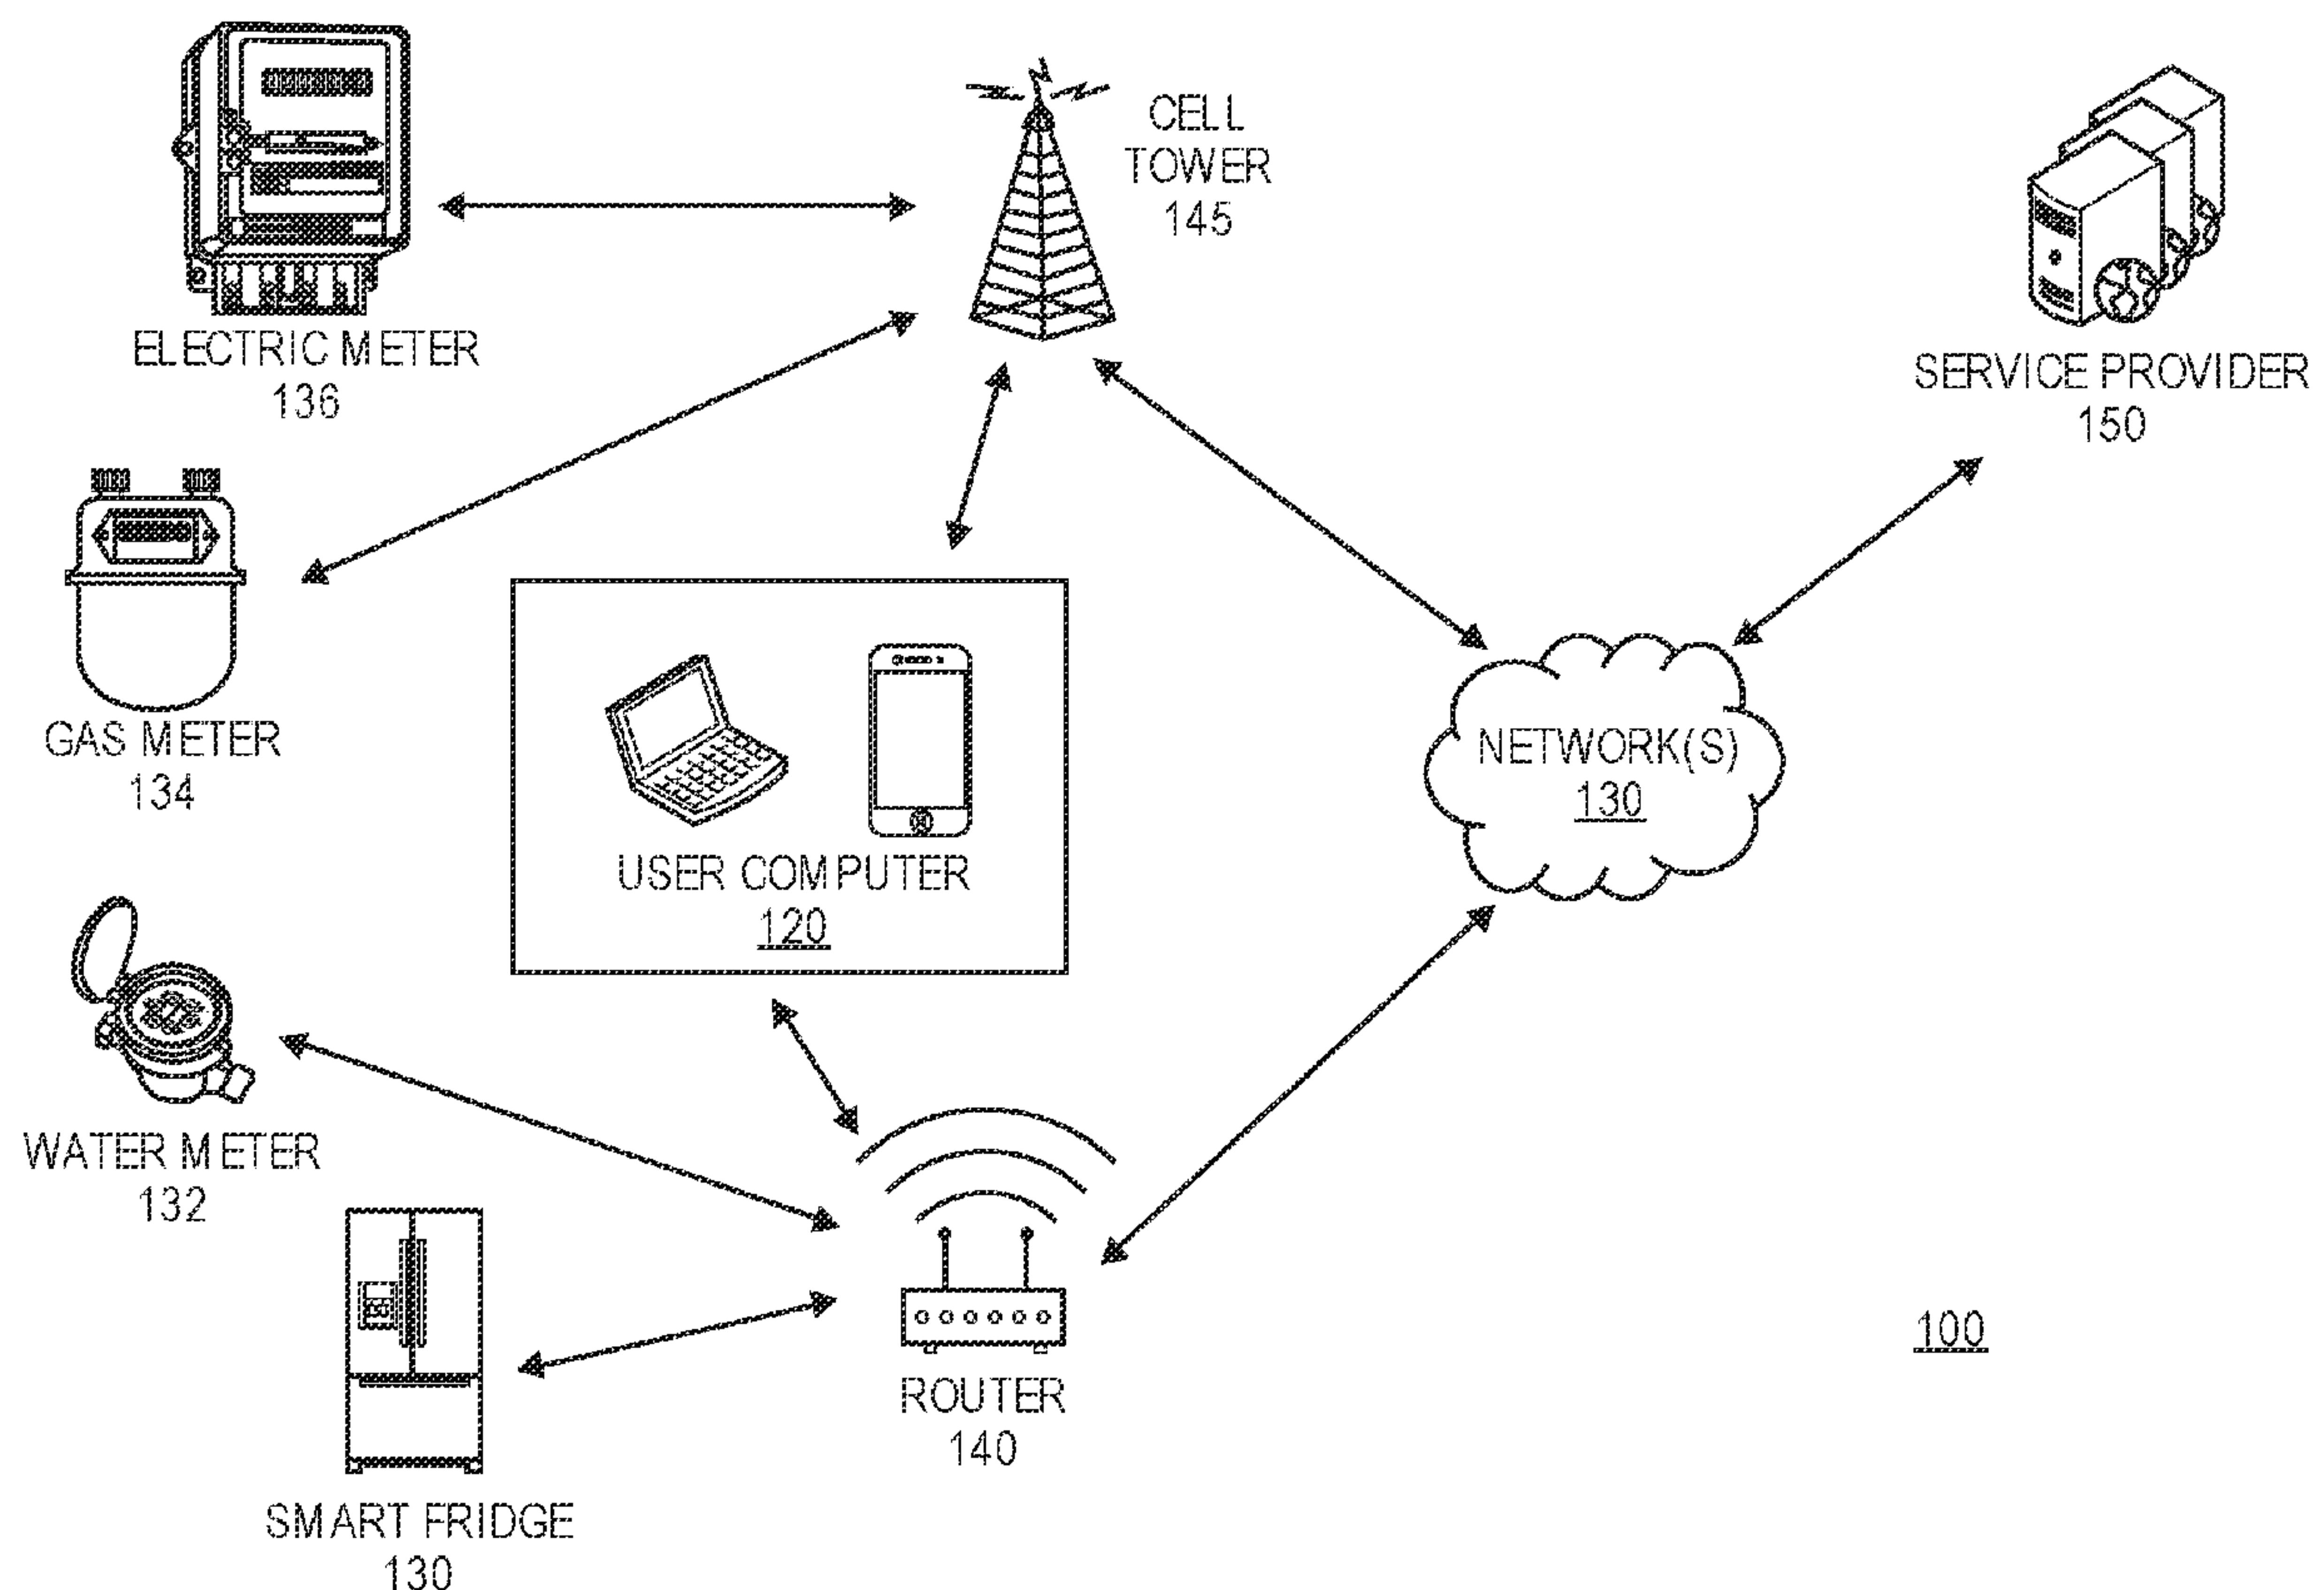 ELECTRIC METER
136
CELL
TOWER
145
SERVICE PROVIDER
150
GAS METER
134
USER COMPUTER
120
NETWORK(S)
130
WATER METER
132
ROUTER
140
SMART FRIDGE
130
100